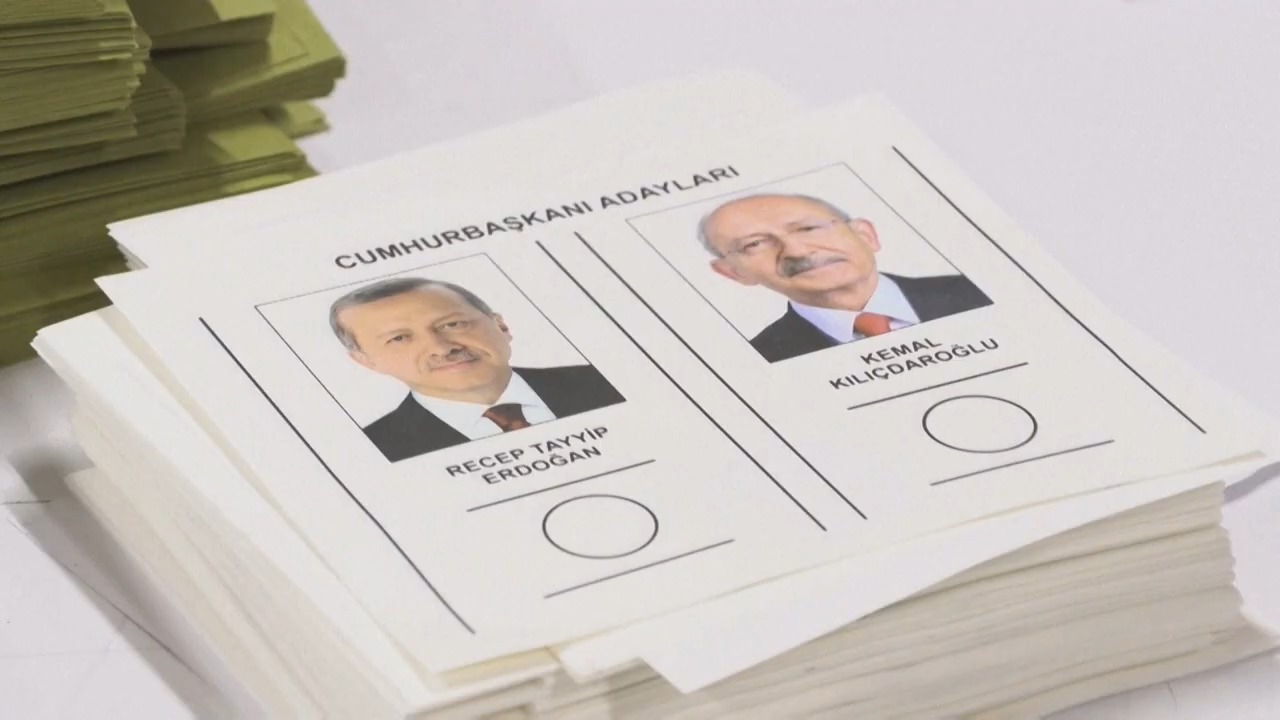 CUMHURBAŞKANI ADAYLARI
RECEP TAYYİP
ERDOĞAN
KEMAL
KILIÇDAROĞLU